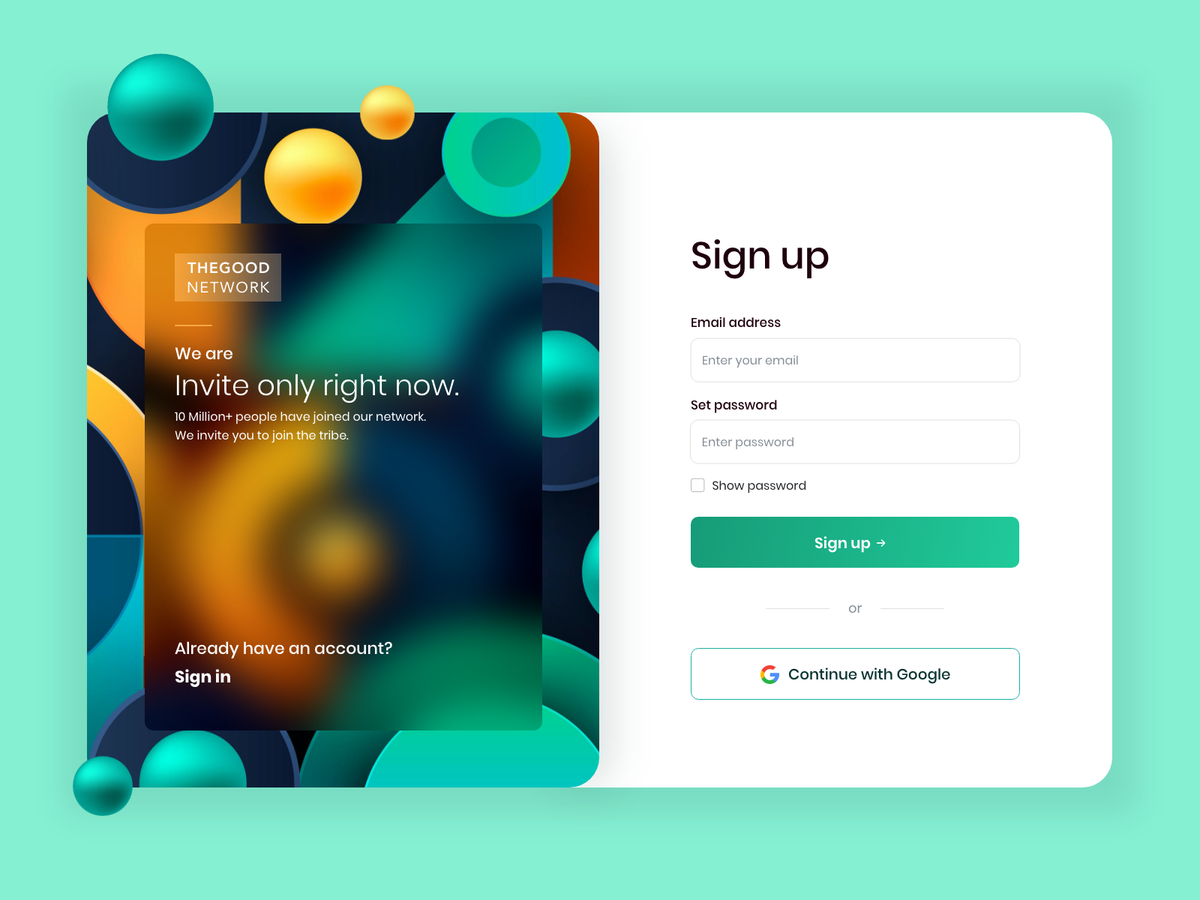 THEGOOD
NETWORK
We are
Invite only right now.
10 Million+ people have joined our network.
We invite you to join the tribe.
Already have an account?
Sign in
Sign up
Email address
Enter your email
Set password
Enter password
Show password
Sign up →
or
Continue with Google